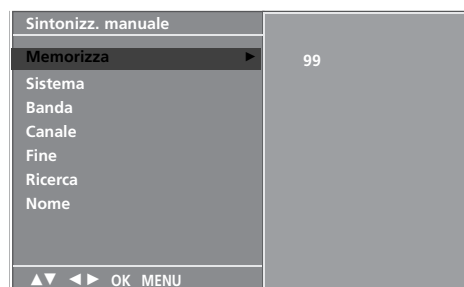 Sintonizz. manuale
Memorizza ► 99
Sistema
Banda
Canale
Fine
Ricerca
Nome
▲▼ ◄► OK MENU